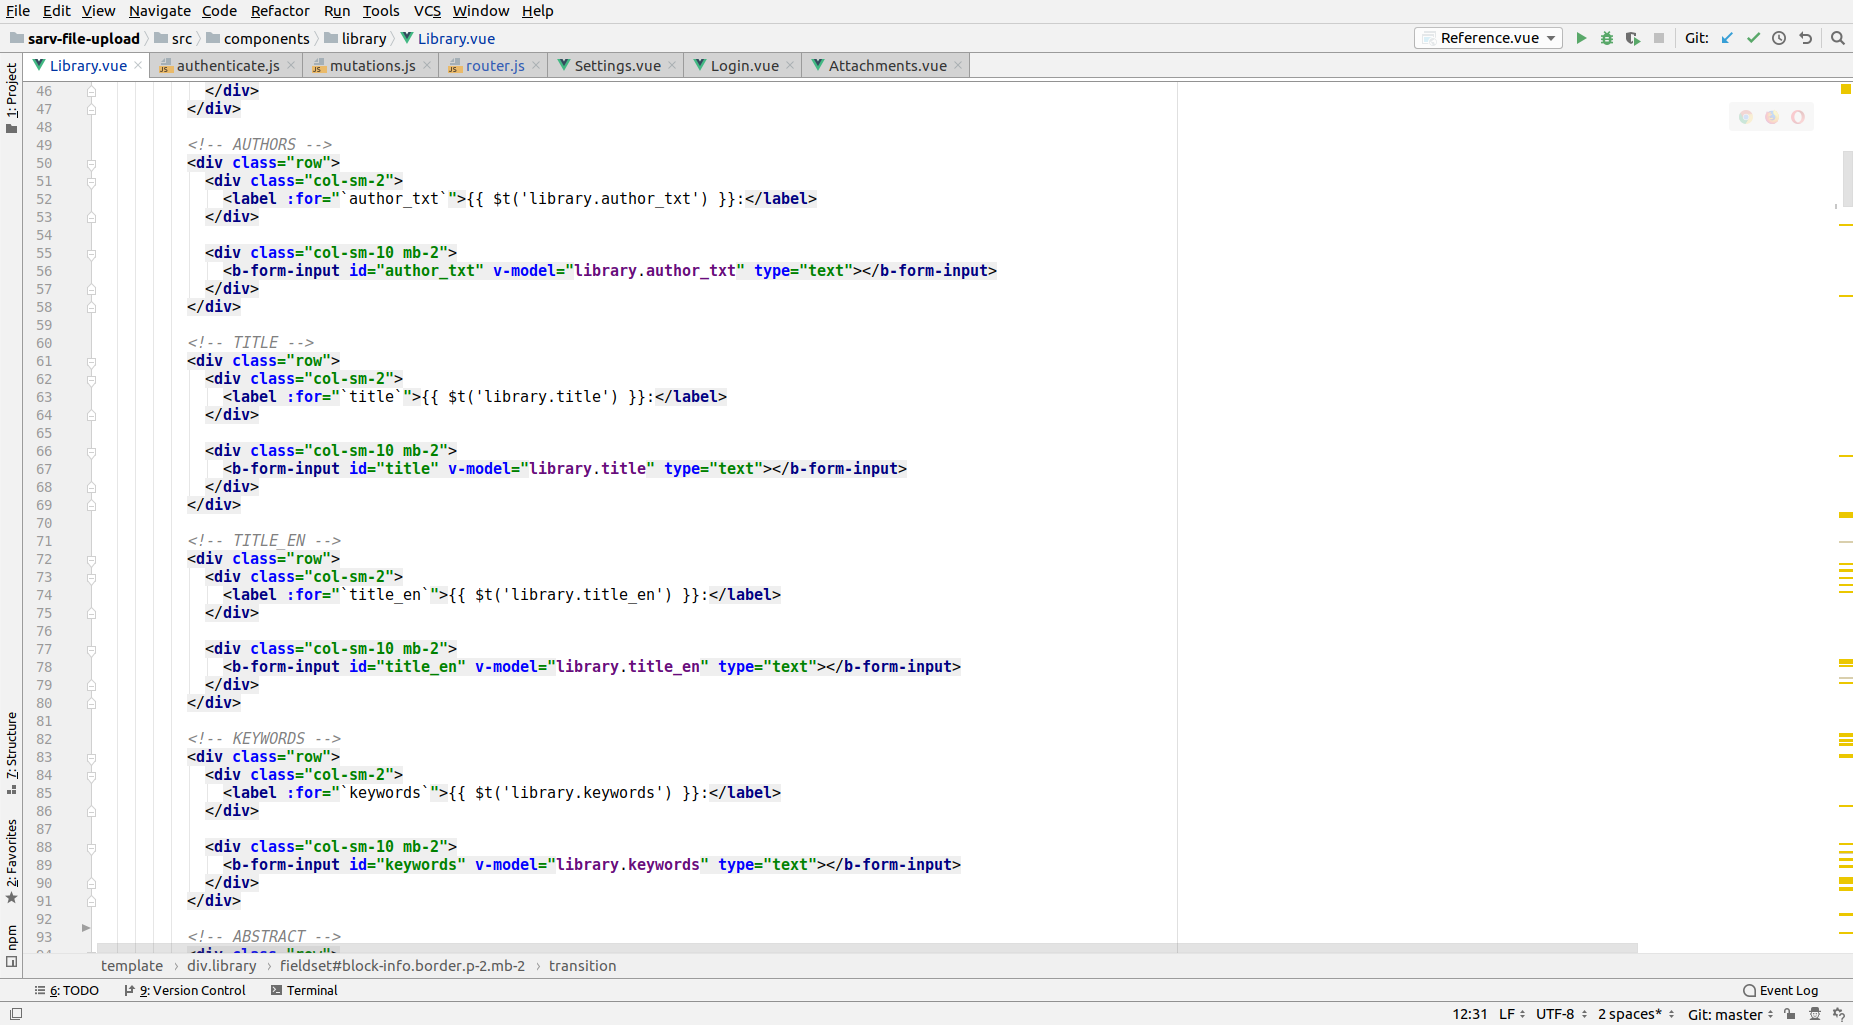 File Edit View Navigate Code Refactor Run Tools VCS Window Help
sarv-file-upload src components library Library.vue Reference.vue Git:
Library.vue authenticate.js mutations.js router.js Settings.vue Login.vue Attachments.vue
1: Project
7: Structure
2: Favorites
npm
46 </div>
47 </div>
48
49 <!-- AUTHORS -->
50 <div class="row">
51 <div class="col-sm-2">
52 <label :for="`author_txt`">{{ $t('library.author_txt') }}:</label>
53 </div>
54
55 <div class="col-sm-10 mb-2">
56 <b-form-input id="author_txt" v-model="library.author_txt" type="text"></b-form-input>
57 </div>
58 </div>
59
60 <!-- TITLE -->
61 <div class="row">
62 <div class="col-sm-2">
63 <label :for="`title`">{{ $t('library.title') }}:</label>
64 </div>
65
66 <div class="col-sm-10 mb-2">
67 <b-form-input id="title" v-model="library.title" type="text"></b-form-input>
68 </div>
69 </div>
70
71 <!-- TITLE_EN -->
72 <div class="row">
73 <div class="col-sm-2">
74 <label :for="`title_en`">{{ $t('library.title_en') }}:</label>
75 </div>
76
77 <div class="col-sm-10 mb-2">
78 <b-form-input id="title_en" v-model="library.title_en" type="text"></b-form-input>
79 </div>
80 </div>
81
82 <!-- KEYWORDS -->
83 <div class="row">
84 <div class="col-sm-2">
85 <label :for="`keywords`">{{ $t('library.keywords') }}:</label>
86 </div>
87
88 <div class="col-sm-10 mb-2">
89 <b-form-input id="keywords" v-model="library.keywords" type="text"></b-form-input>
90 </div>
91 </div>
92
93 <!-- ABSTRACT -->
94 <div class="row">
template › div.library › fieldset#block-info.border.p-2.mb-2 › transition
6: TODO 9: Version Control Terminal Event Log
12:31 LF UTF-8 2 spaces* Git: master